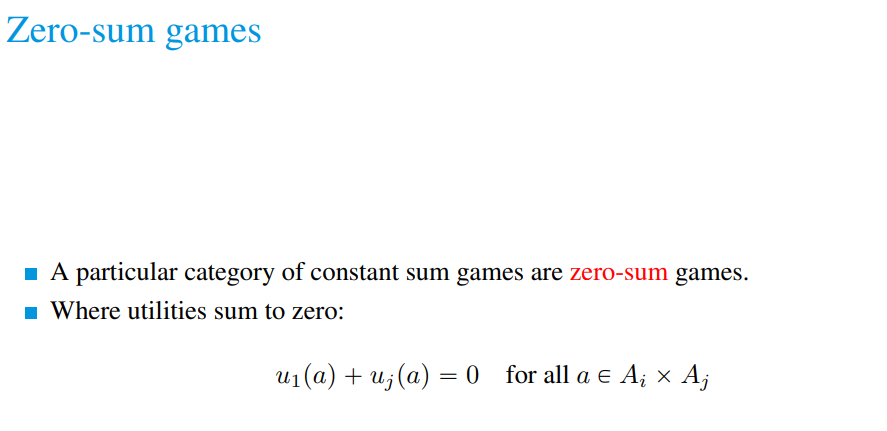 Zero-sum games
A particular category of constant sum games are zero-sum games.
Where utilities sum to zero:
u₁(a) + uⱼ(a) = 0 for all a ∈ Aᵢ × Aⱼ